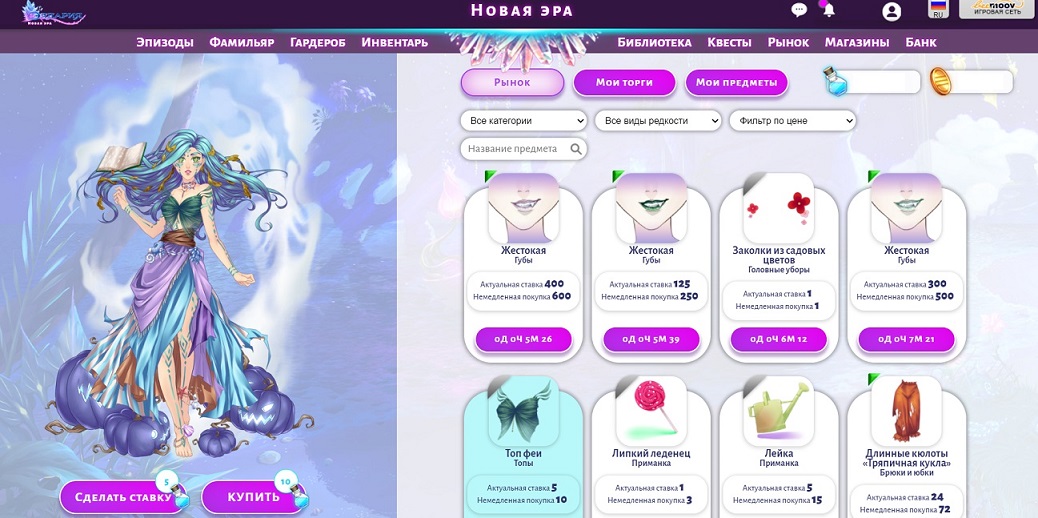 Новая эра
RU
ИГРОВАЯ СЕТЬ
Эпизоды Фамильяр Гардероб Инвентарь Библиотека Квесты Рынок Магазины Банк
Рынок Мои торги Мои предметы
Все категории Все виды редкости Фильтр по цене
Название предмета
Жестокая
Губы
Актуальная ставка 400
Немедленная покупка 600
0Д 0Ч 5М 26
Жестокая
Губы
Актуальная ставка 125
Немедленная покупка 250
0Д 0Ч 5М 39
Заколки из садовых
цветов
Головные уборы
Актуальная ставка 1
Немедленная покупка 1
0Д 0Ч 6М 12
Жестокая
Губы
Актуальная ставка 300
Немедленная покупка 500
0Д 0Ч 7М 21
Топ феи
Топы
Актуальная ставка 5
Немедленная покупка 10
Липкий леденец
Приманка
Актуальная ставка 1
Немедленная покупка 3
Лейка
Приманка
Актуальная ставка 5
Немедленная покупка 15
Длинные кюлоты
«Тряпичная кукла»
Брюки и юбки
Актуальная ставка 24
Немедленная покупка 72
Сделать ставку 5
КУПИТЬ 10